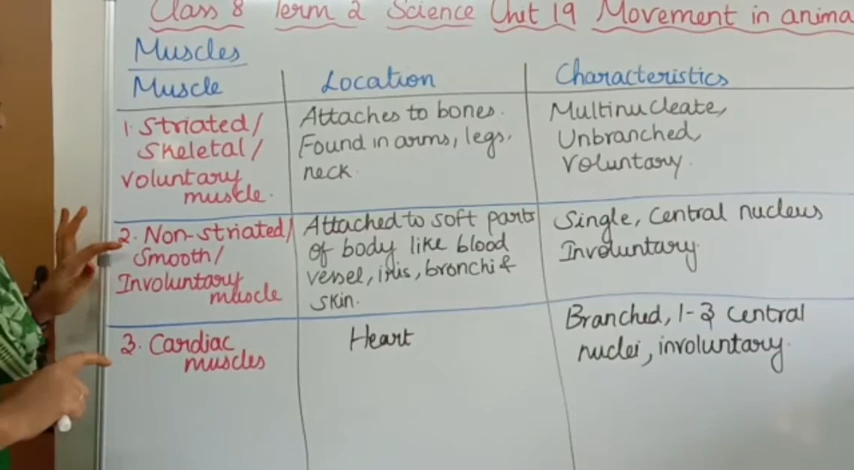 Class 8 Term 2 Science Unit 19 Movement in anima
Muscles
Muscle Location Characteristics
1. Striated/
Skeletal/
Voluntary
muscle.
Attaches to bones.
Found in arms, legs,
neck.
Multinucleate,
Unbranched,
Voluntary.
2. Non-striated/
Smooth/
Involuntary
muscle
Attached to soft parts
of body like blood
vessel, iris, bronchi &
skin.
Single, Central nucleus
Involuntary.
3. Cardiac
muscles
Heart
Branched, 1-3 central
nuclei, involuntary.